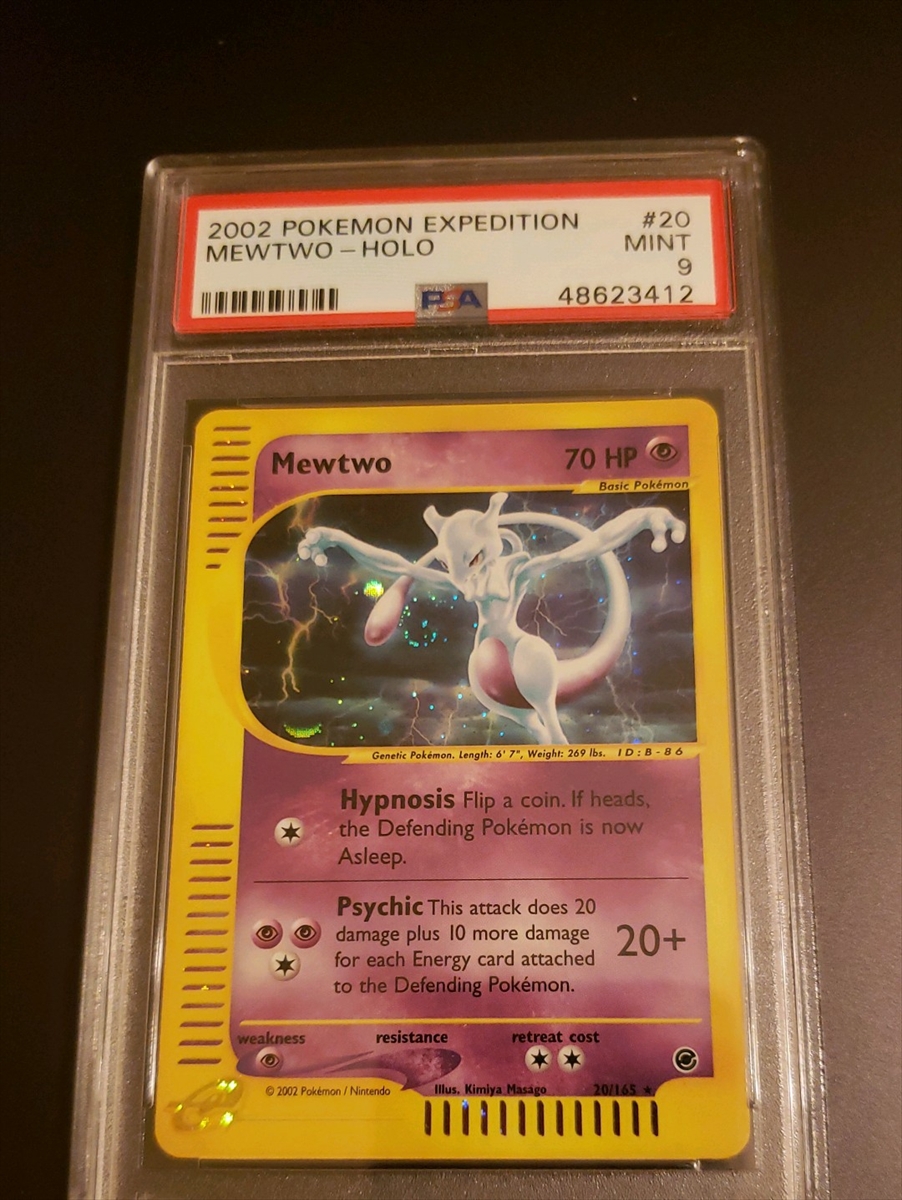 2002 POKEMON EXPEDITION #20
MEWTWO – HOLO MINT
9
PSA 48623412
Mewtwo 70 HP
Basic Pokémon
Genetic Pokémon. Length: 6' 7", Weight: 269 lbs. ID:B-86
Hypnosis Flip a coin. If heads,
the Defending Pokémon is now
Asleep.
Psychic This attack does 20
damage plus 10 more damage
for each Energy card attached
to the Defending Pokémon.
20+
weakness resistance retreat cost
© 2002 Pokémon / Nintendo Illus. Kimiya Masago 20/165 ★